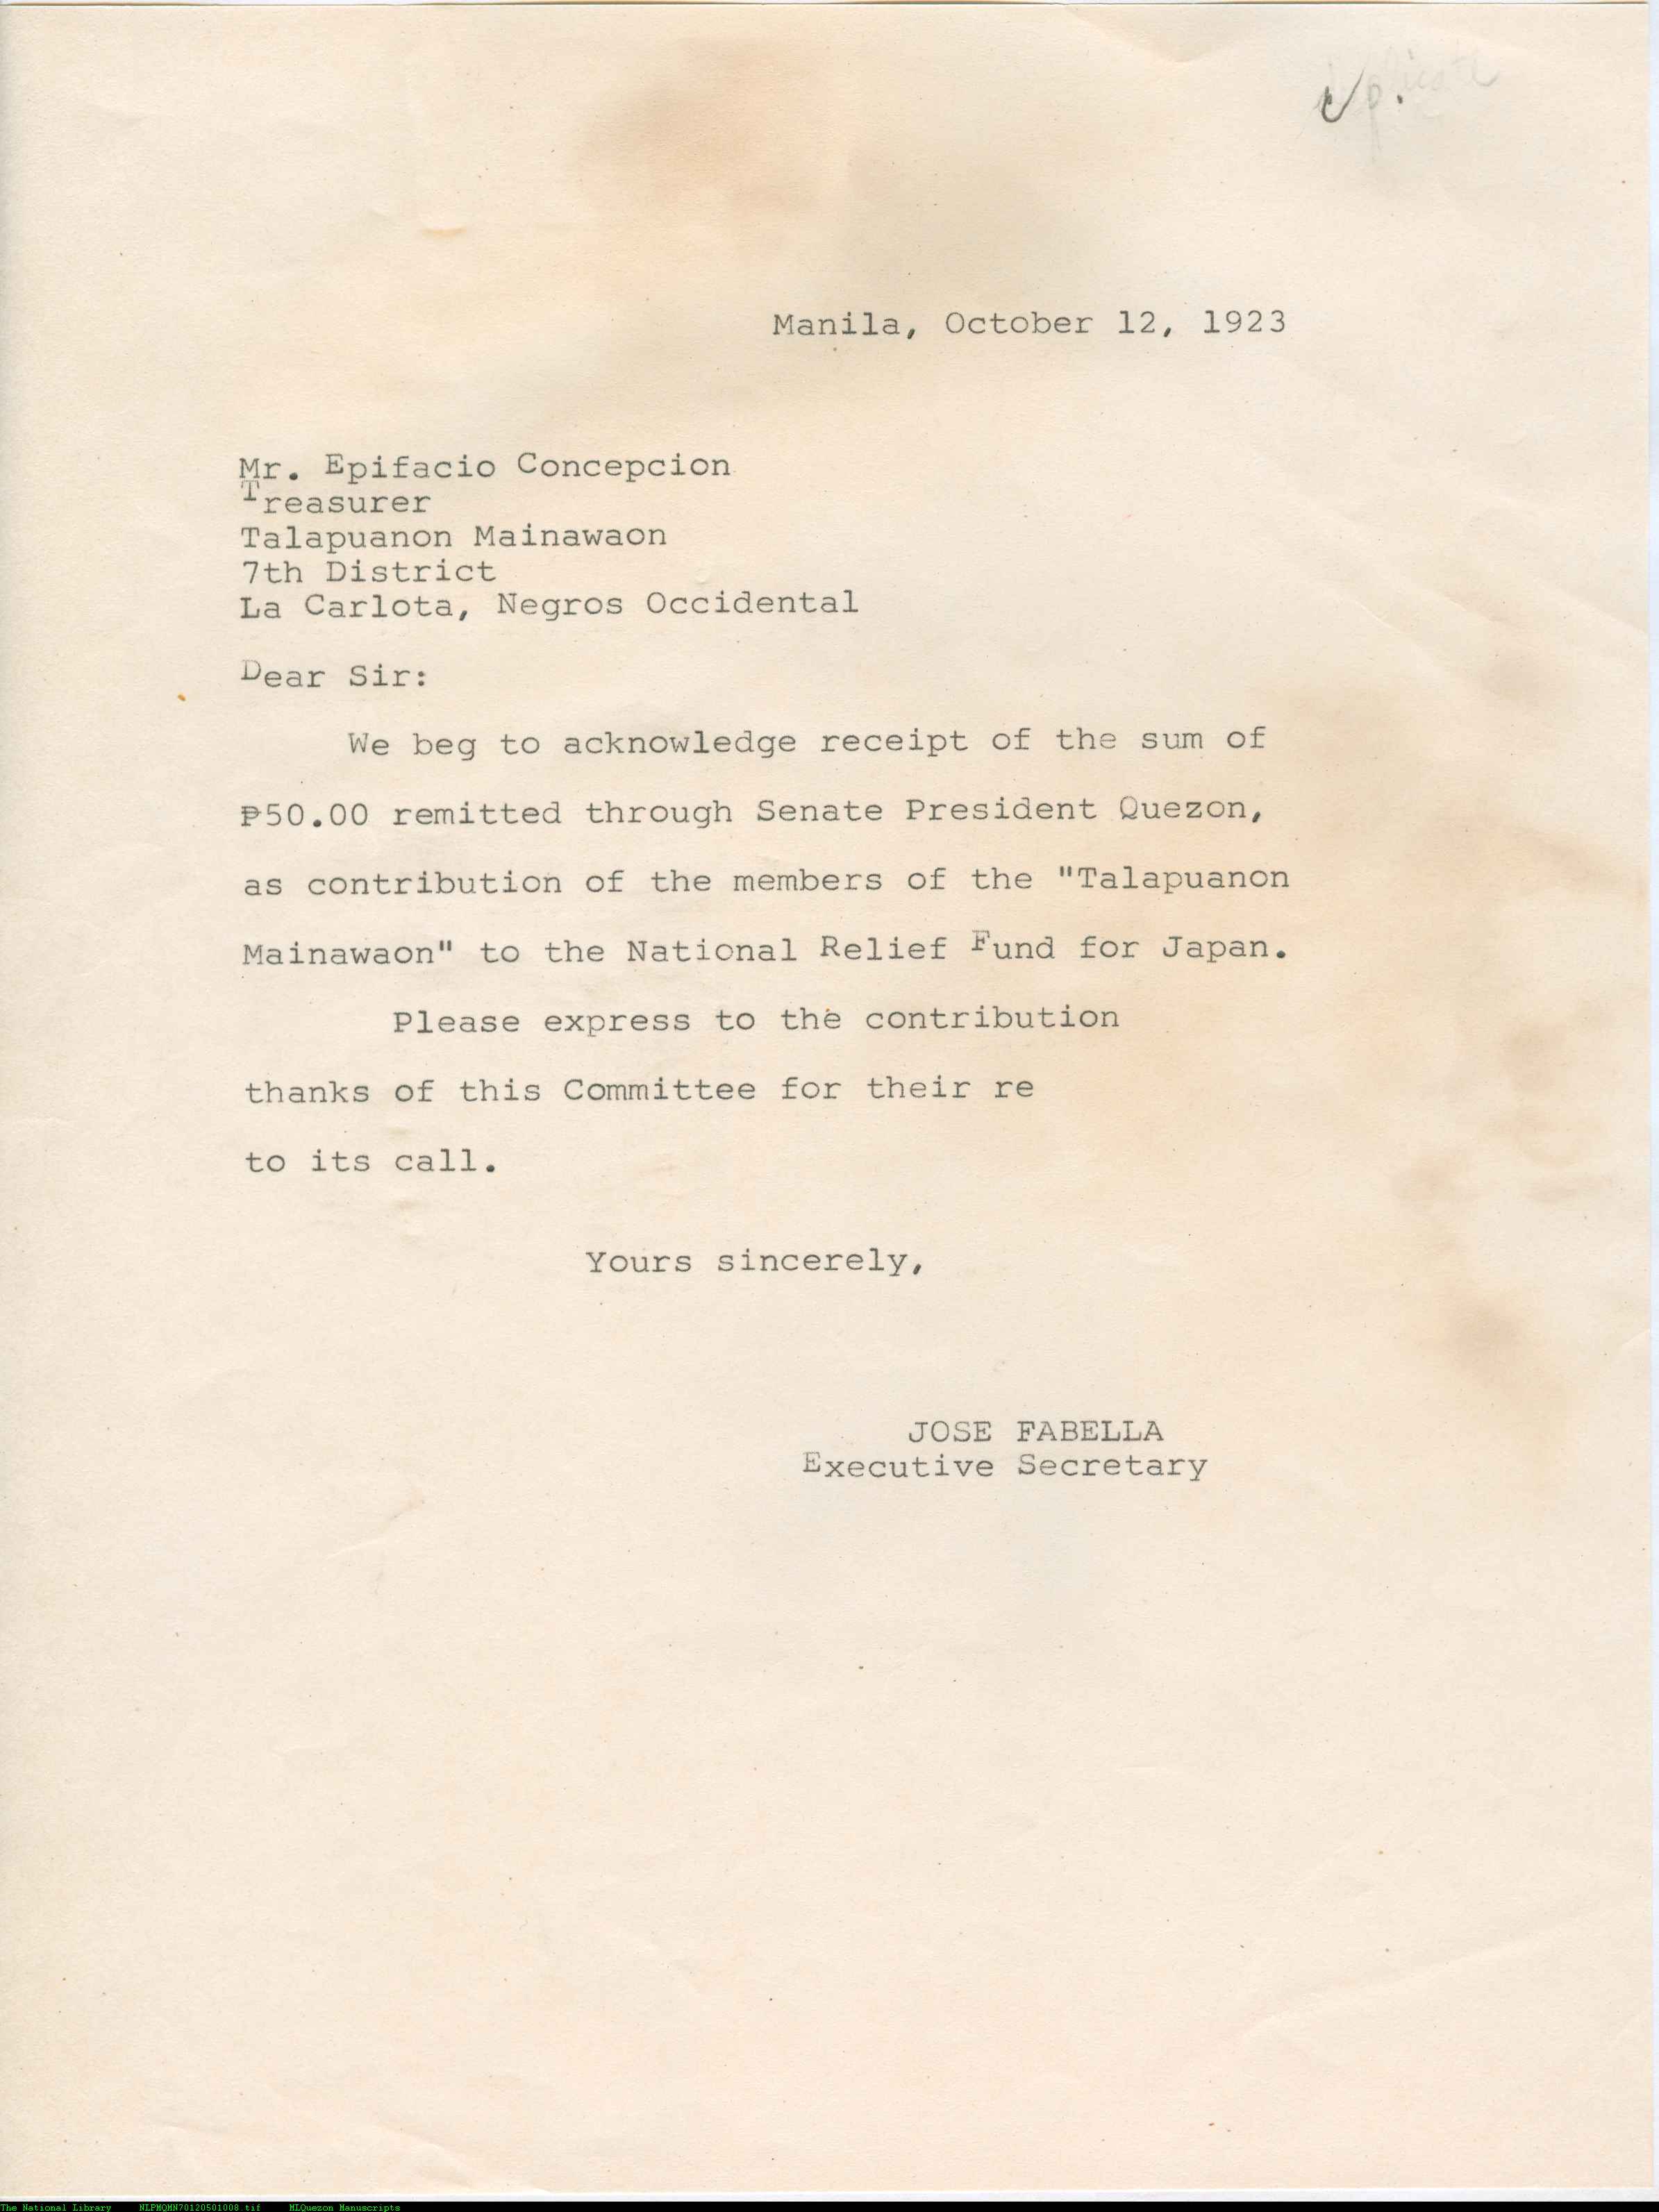 Manila, October 12, 1923
Mr. Epifacio Concepcion
Treasurer
Talapuanon Mainawaon
7th District
La Carlota, Negros Occidental
Dear Sir:
We beg to acknowledge receipt of the sum of
₱50.00 remitted through Senate President Quezon,
as contribution of the members of the "Talapuanon
Mainawaon" to the National Relief Fund for Japan.
Please express to the contribution
thanks of this Committee for their re
to its call.
Yours sincerely,
JOSE FABELLA
Executive Secretary
The National Library NLPMQMN70120501008.tif MLQuezon Manuscripts